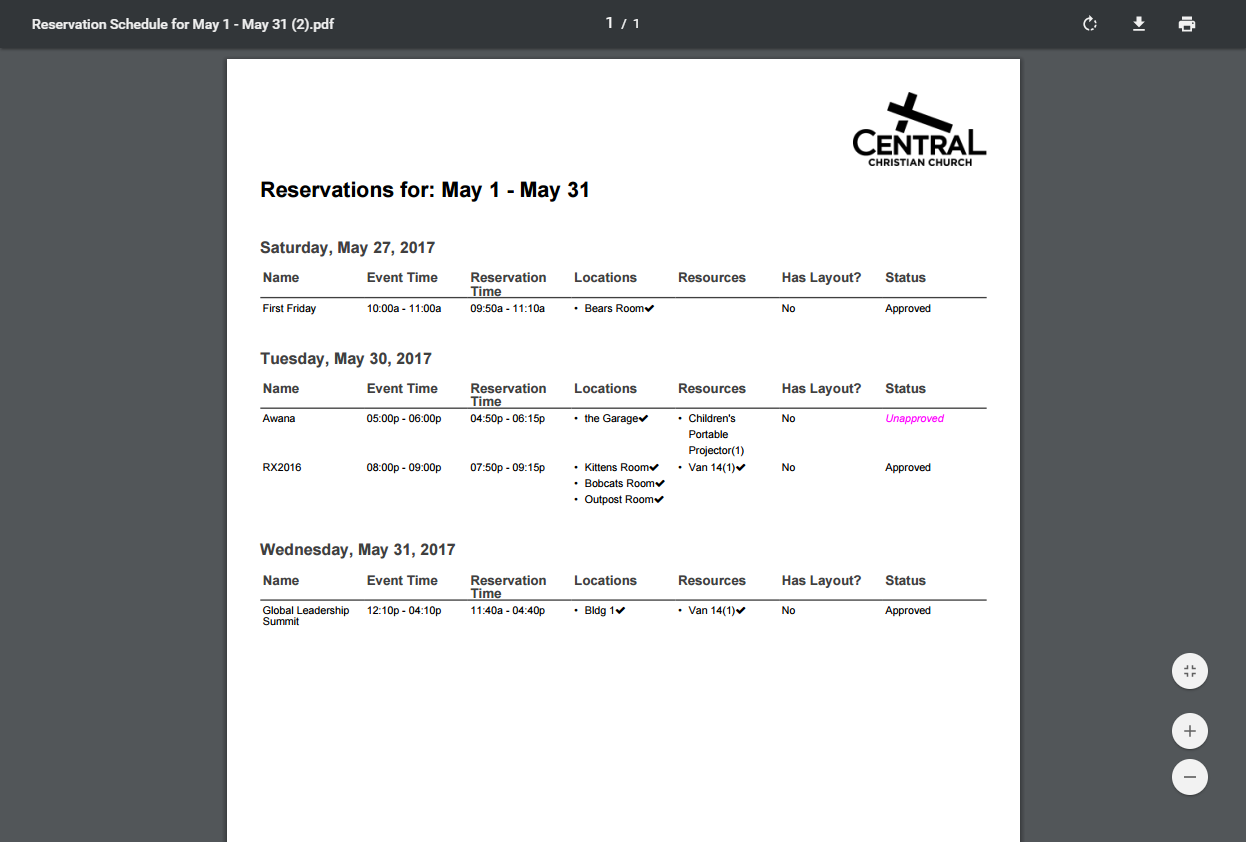 Reservation Schedule for May 1 - May 31 (2).pdf
1 / 1
CENTRAL
CHRISTIAN CHURCH
Reservations for: May 1 - May 31
Saturday, May 27, 2017
Name Event Time Reservation Time Locations Resources Has Layout? Status
First Friday 10:00a - 11:00a 09:50a - 11:10a • Bears Room✔ No Approved
Tuesday, May 30, 2017
Name Event Time Reservation Time Locations Resources Has Layout? Status
Awana 05:00p - 06:00p 04:50p - 06:15p • the Garage✔ • Children's No Unapproved
Portable
Projector(1)
RX2016 08:00p - 09:00p 07:50p - 09:15p • Kittens Room✔ • Van 14(1)✔ No Approved
• Bobcats Room✔
• Outpost Room✔
Wednesday, May 31, 2017
Name Event Time Reservation Time Locations Resources Has Layout? Status
Global Leadership 12:10p - 04:10p 11:40a - 04:40p • Bldg 1✔ • Van 14(1)✔ No Approved
Summit